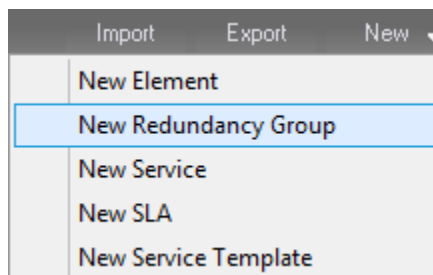 Import Export New
New Element
New Redundancy Group
New Service
New SLA
New Service Template